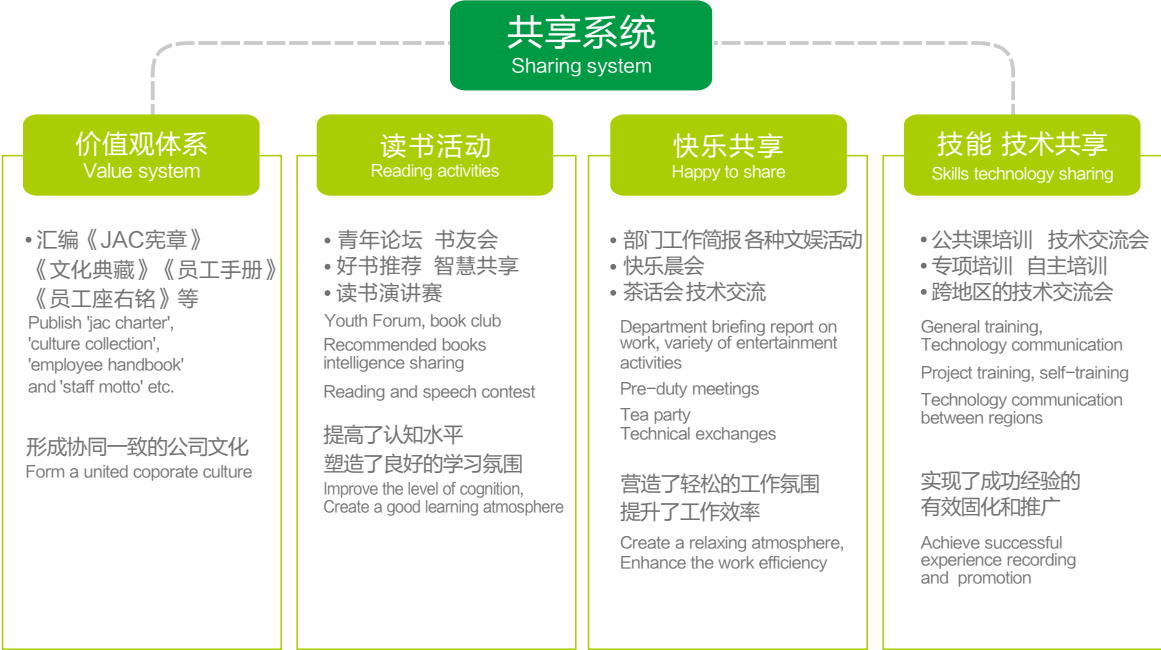 共享系统
Sharing system
价值观体系
Value system
•汇编《JAC宪章》
《文化典藏》《员工手册》
《员工座右铭》等
Publish 'jac charter',
'culture collection',
'employee handbook'
and 'staff motto' etc.
形成协同一致的公司文化
Form a united coporate culture
读书活动
Reading activities
• 青年论坛 书友会
• 好书推荐 智慧共享
• 读书演讲赛
Youth Forum, book club
Recommended books
intelligence sharing
Reading and speech contest
提高了认知水平
塑造了良好的学习氛围
Improve the level of cognition,
Create a good learning atmosphere
快乐共享
Happy to share
• 部门工作简报 各种文娱活动
• 快乐晨会
• 茶话会 技术交流
Department briefing report on
work, variety of entertainment
activities
Pre-duty meetings
Tea party
Technical exchanges
营造了轻松的工作氛围
提升了工作效率
Create a relaxing atmosphere,
Enhance the work efficiency
技能 技术共享
Skills technology sharing
• 公共课培训 技术交流会
• 专项培训 自主培训
• 跨地区的技术交流会
General training,
Technology communication
Project training, self-training
Technology communication
between regions
实现了成功经验的
有效固化和推广
Achieve successful
experience recording
and promotion